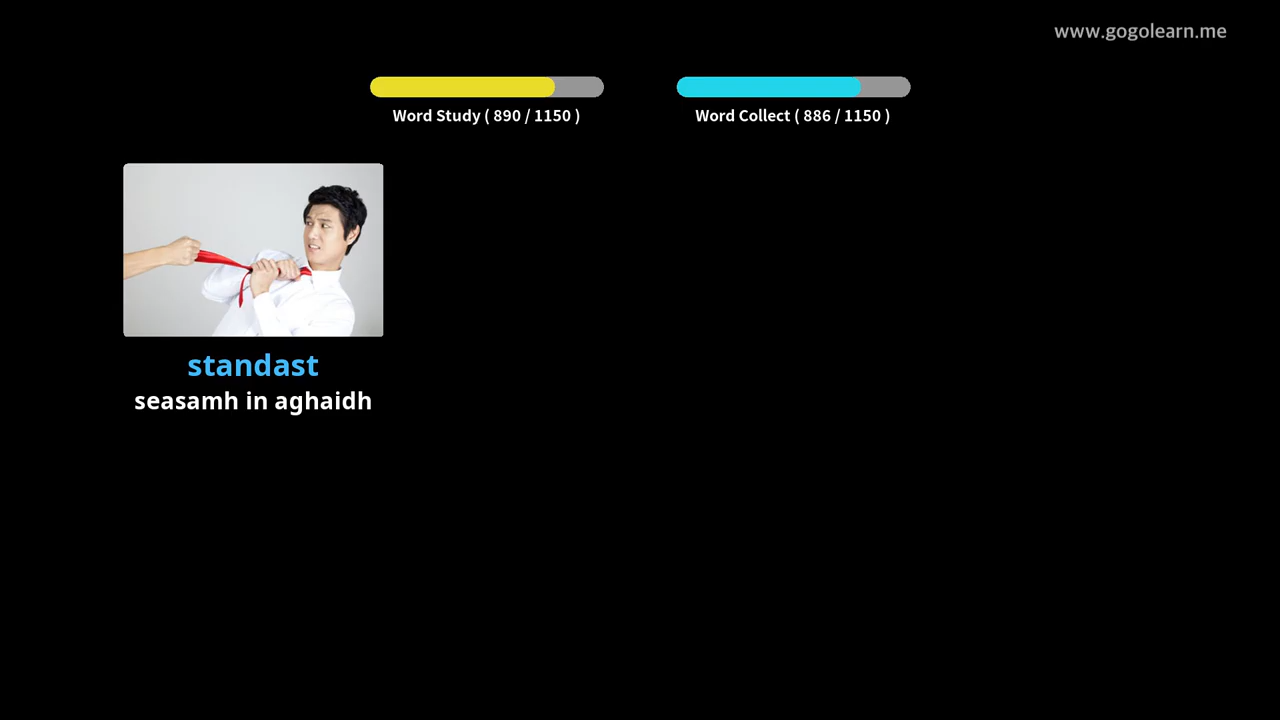 www.gogolearn.me
Word Study ( 890 / 1150 )
Word Collect ( 886 / 1150 )
standast
seasamh in aghaidh